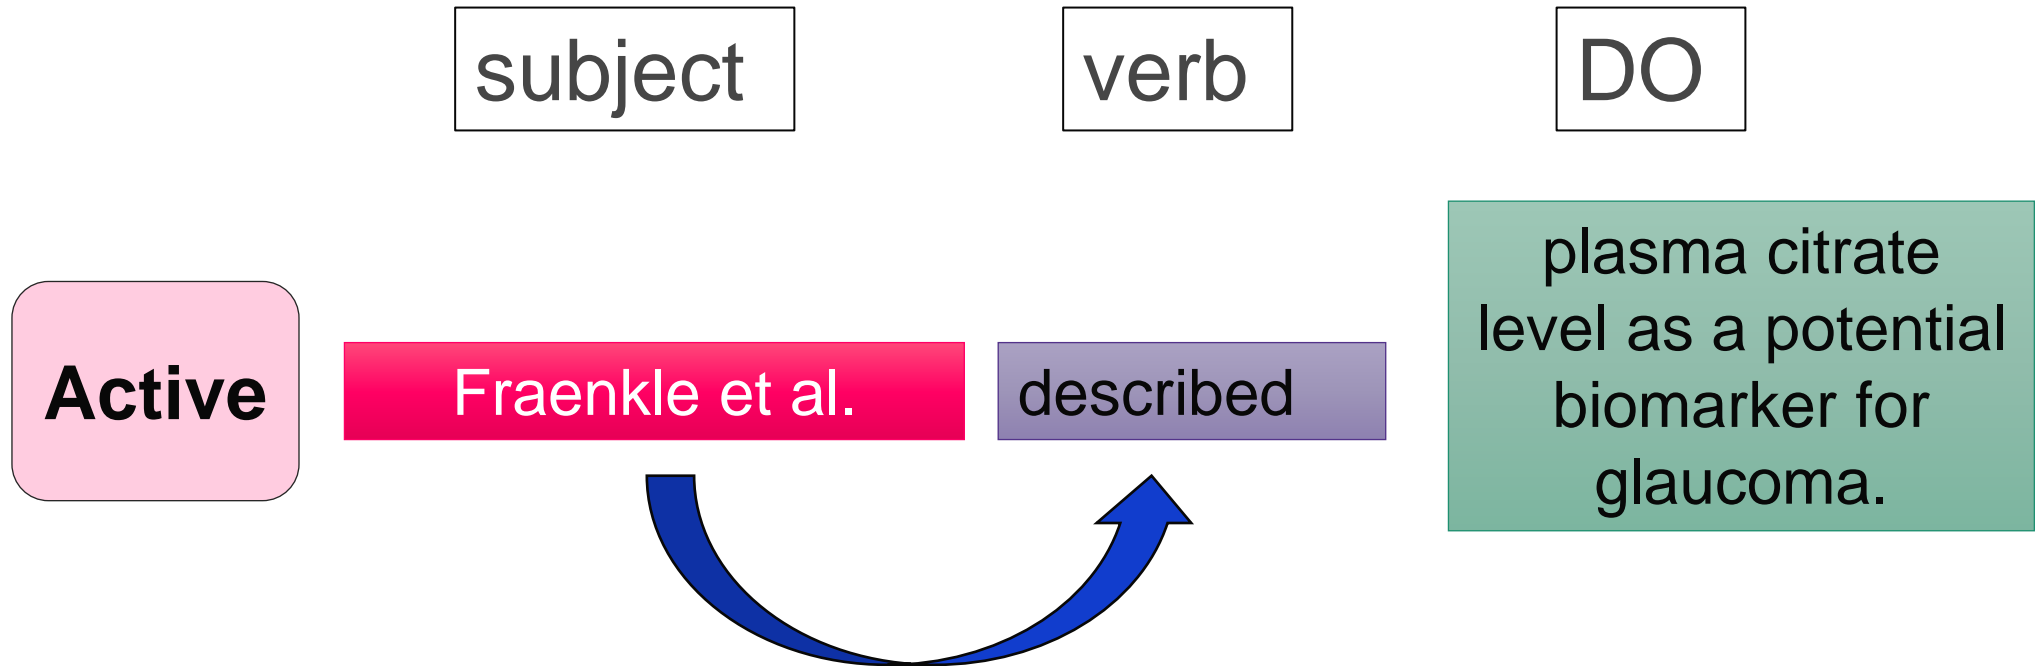 subject verb DO
Active
Fraenkle et al.
described
plasma citrate
level as a potential
biomarker for
glaucoma.